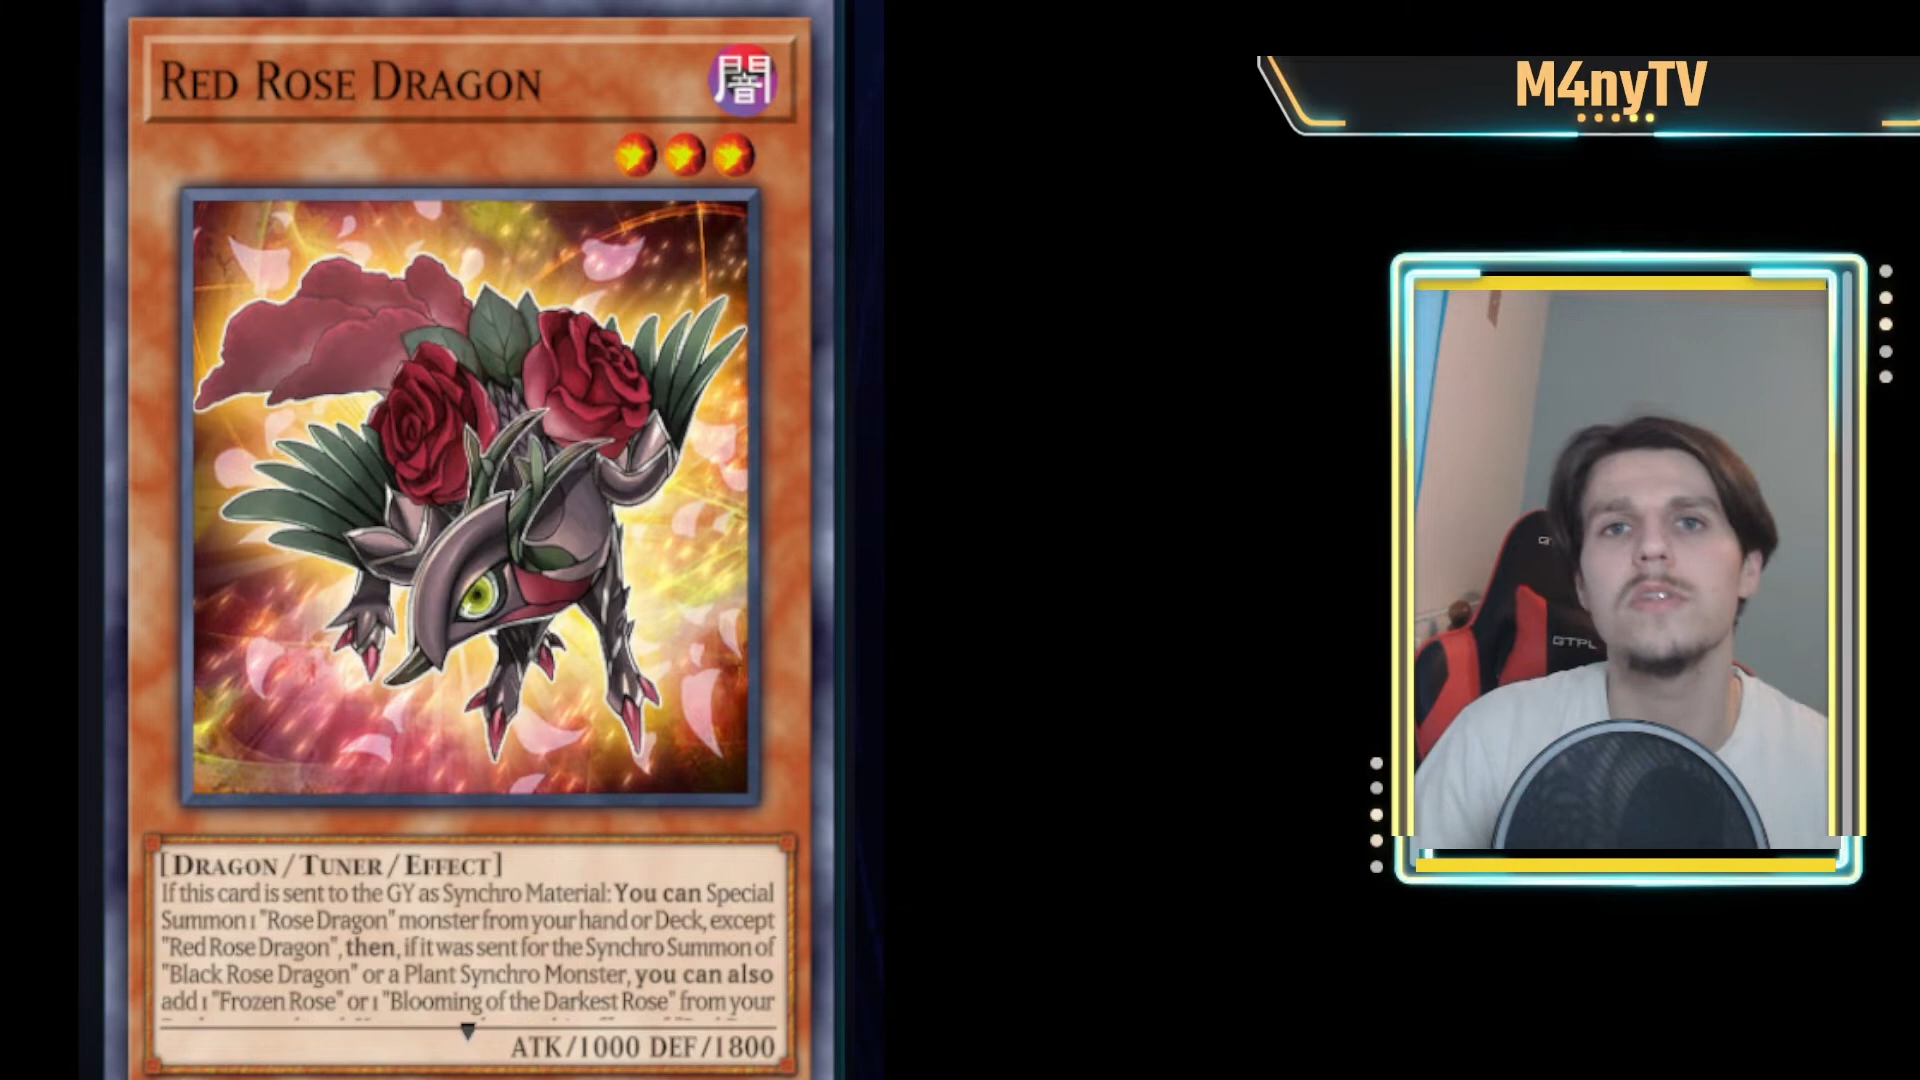 RED ROSE DRAGON
闇
[DRAGON/TUNER/EFFECT]
If this card is sent to the GY as Synchro Material: You can Special
Summon 1 "Rose Dragon" monster from your hand or Deck, except
"Red Rose Dragon", then, if it was sent for the Synchro Summon of
"Black Rose Dragon" or a Plant Synchro Monster, you can also
add 1 "Frozen Rose" or 1 "Blooming of the Darkest Rose" from your
ATK/1000 DEF/1800
M4nyTV